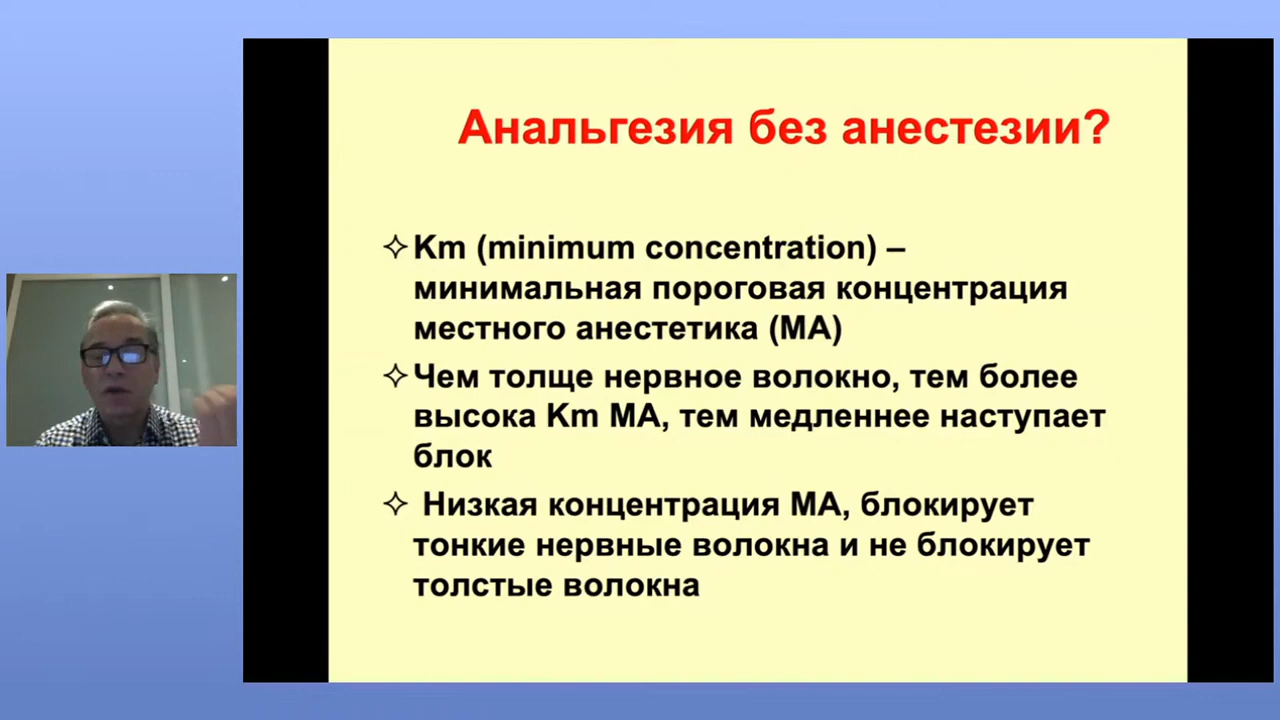 Анальгезия без анестезии?
Km (minimum concentration) –
минимальная пороговая концентрация
местного анестетика (МА)
Чем толще нервное волокно, тем более
высока Km МА, тем медленнее наступает
блок
Низкая концентрация МА, блокирует
тонкие нервные волокна и не блокирует
толстые волокна